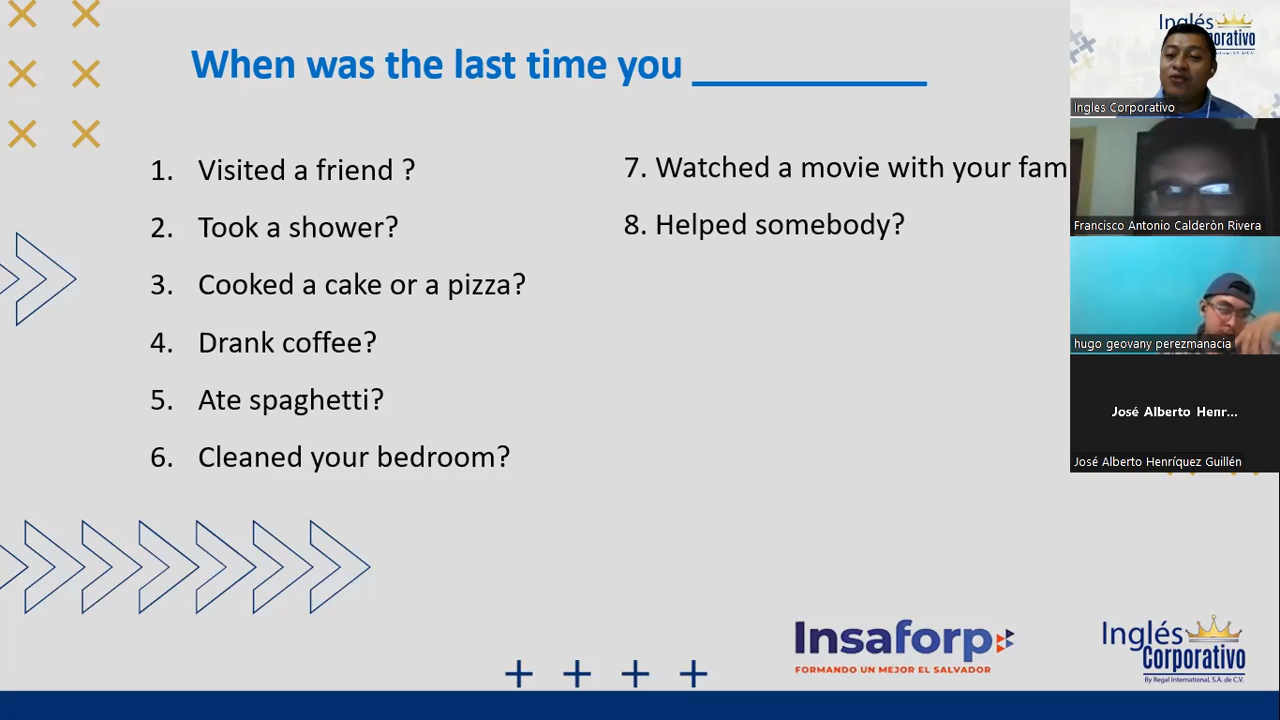 When was the last time you ______________
1. Visited a friend ?
2. Took a shower?
3. Cooked a cake or a pizza?
4. Drank coffee?
5. Ate spaghetti?
6. Cleaned your bedroom?
7. Watched a movie with your fam
8. Helped somebody?
Insaforp
FORMANDO UN MEJOR EL SALVADOR
Inglés
Corporativo
By Regal International, S.A. de C.V.
Inglés
orporativo
Ingles Corporativo
Francisco Antonio Calderòn Rivera
hugo geovany perezmanacia
José Alberto Henr...
José Alberto Henríquez Guillén